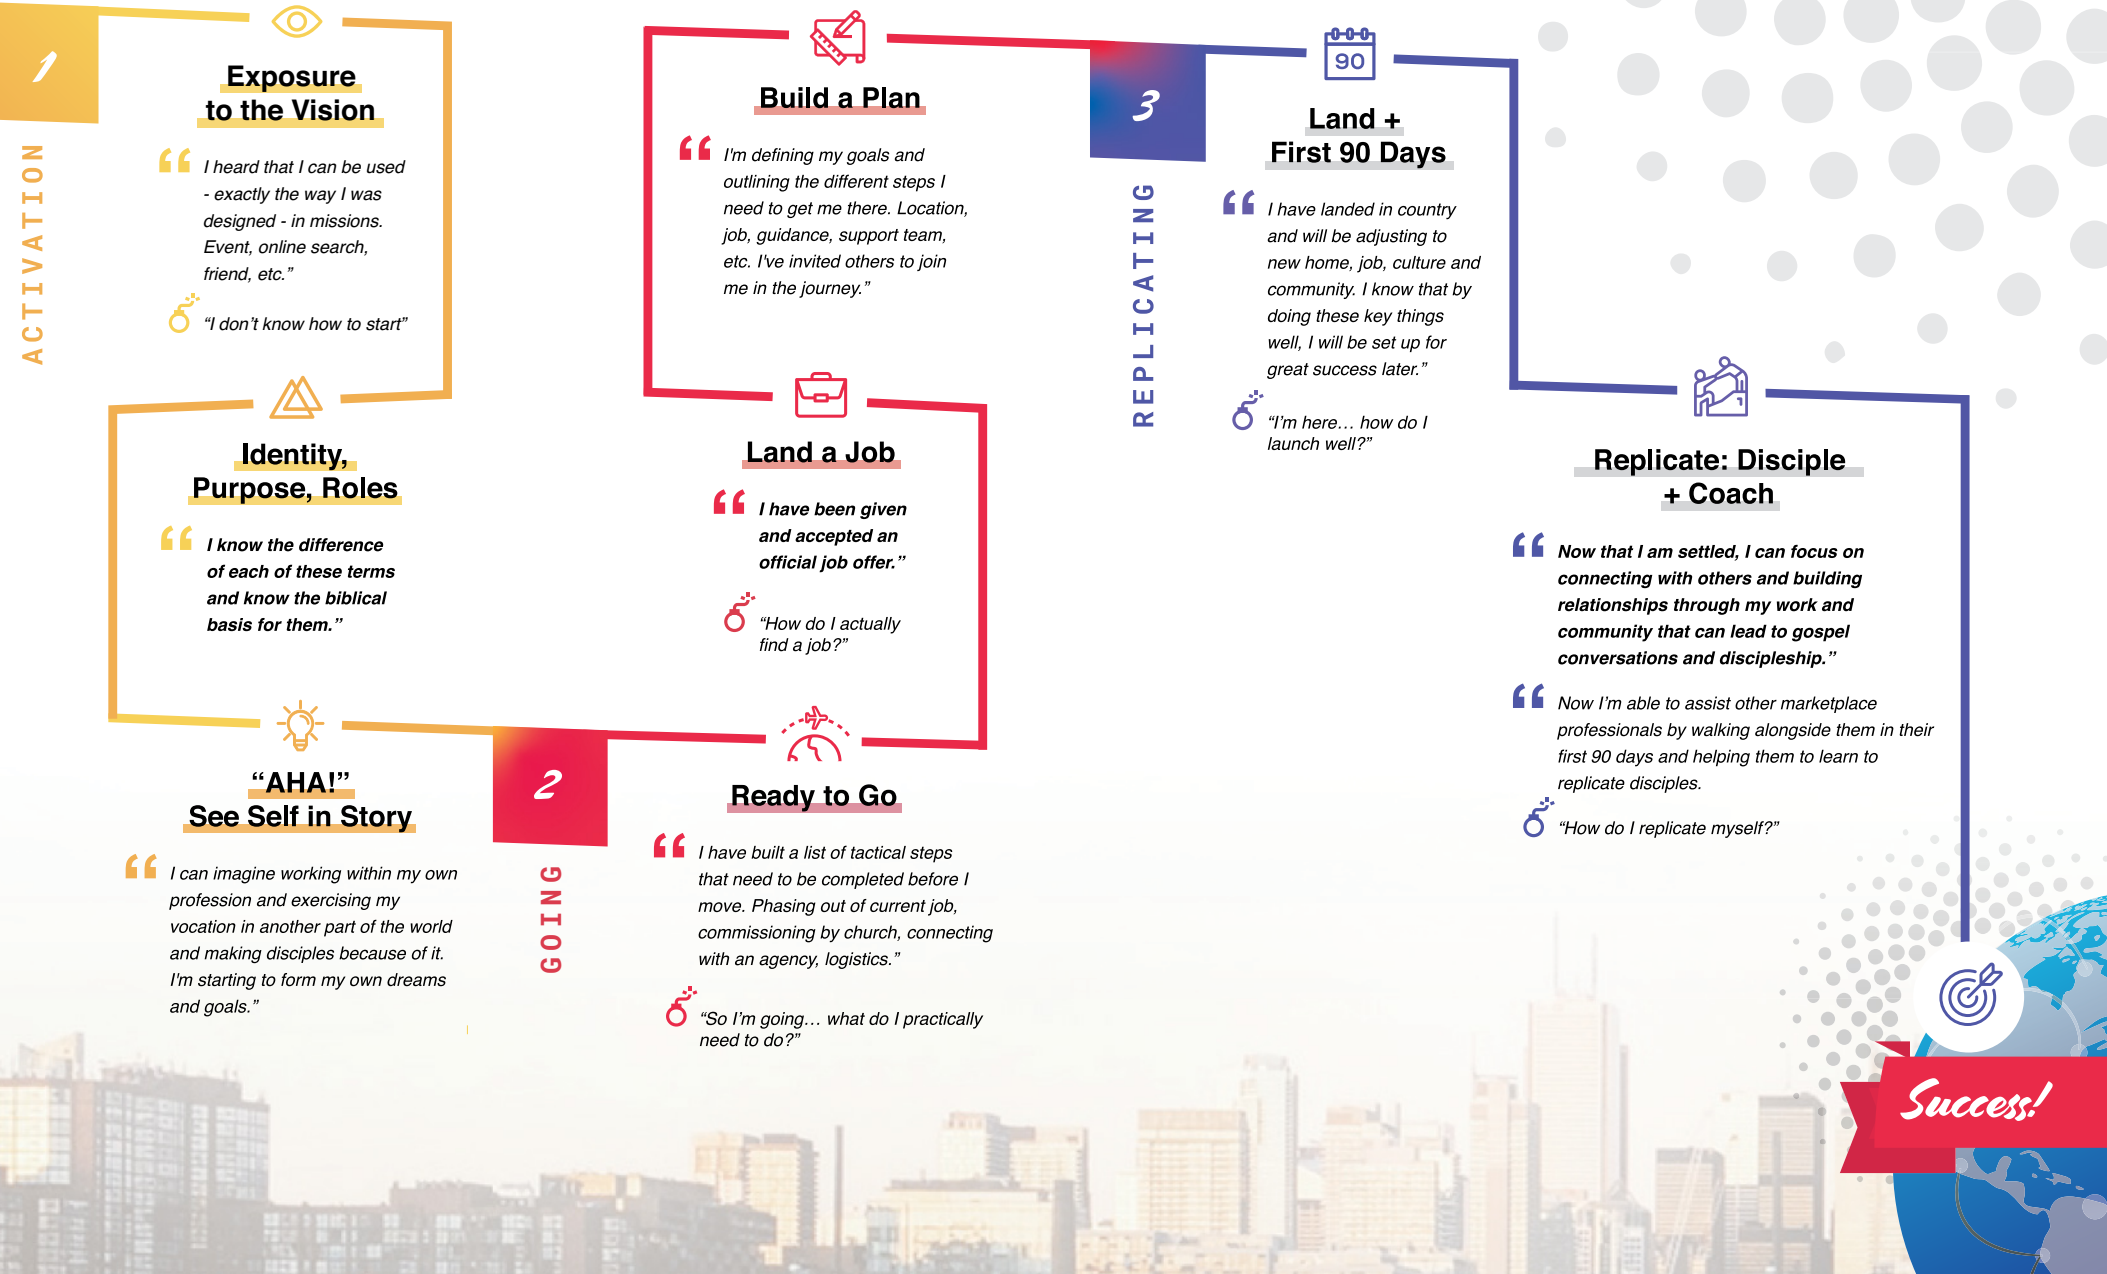 1
ACTIVATION
Exposure
to the Vision
“ I heard that I can be used
- exactly the way I was
designed - in missions.
Event, online search,
friend, etc.”
“I don’t know how to start”
Identity,
Purpose, Roles
“ I know the difference
of each of these terms
and know the biblical
basis for them.”
“AHA!”
See Self in Story
“ I can imagine working within my own
profession and exercising my
vocation in another part of the world
and making disciples because of it.
I'm starting to form my own dreams
and goals.”
2
GOING
Ready to Go
“ I have built a list of tactical steps
that need to be completed before I
move. Phasing out of current job,
commissioning by church, connecting
with an agency, logistics.”
“So I’m going... what do I practically
need to do?”
Land a Job
“ I have been given
and accepted an
official job offer.”
“How do I actually
find a job?”
Build a Plan
“ I'm defining my goals and
outlining the different steps I
need to get me there. Location,
job, guidance, support team,
etc. I've invited others to join
me in the journey.”
3
REPLICATING
90
Land +
First 90 Days
“ I have landed in country
and will be adjusting to
new home, job, culture and
community. I know that by
doing these key things
well, I will be set up for
great success later.”
“I’m here... how do I
launch well?”
Replicate: Disciple
+ Coach
“ Now that I am settled, I can focus on
connecting with others and building
relationships through my work and
community that can lead to gospel
conversations and discipleship.”
“ Now I’m able to assist other marketplace
professionals by walking alongside them in their
first 90 days and helping them to learn to
replicate disciples.
“How do I replicate myself?”
Success!